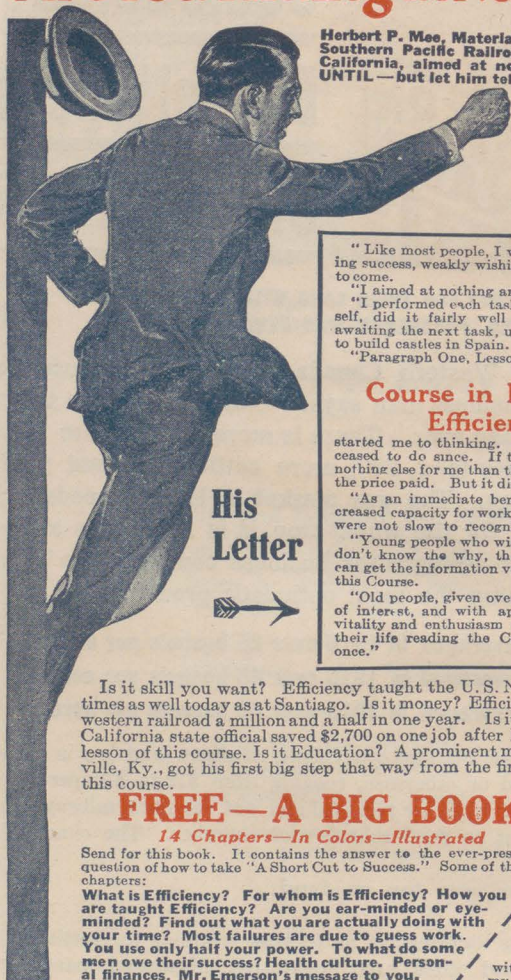 Herbert P. Mee, Materia
Southern Pacific Railro
California, aimed at no
UNTIL—but let him tel
"Like most people, I w
ing success, weakly wishi
to come.
"I aimed at nothing an
"I performed each tas
self, did it fairly well
awaiting the next task, u
to build castles in Spain.
"Paragraph One, Lesso
Course in
Efficien
started me to thinking.
ceased to do since. If t
nothing else for me than t
the price paid. But it di
"As an immediate ben
creased capacity for work
were not slow to recogn
"Young people who wi
don't know the why, th
can get the information v
this Course.
"Old people, given ove
of interest, and with ap
vitality and enthusiasm
their life reading the C
once."
His
Letter
Is it skill you want? Efficiency taught the U. S. N
times as well today as at Santiago. Is it money? Effici
western railroad a million and a half in one year. Is i
California state official saved $2,700 on one job after
lesson of this course. Is it Education? A prominent m
ville, Ky., got his first big step that way from the fir
this course.
FREE—A BIG BOOK
14 Chapters—In Colors—Illustrated
Send for this book. It contains the answer to the ever-pres
question of how to take "A Short Cut to Success." Some of th
chapters:
What is Efficiency? For whom is Efficiency? How you
are taught Efficiency? Are you ear-minded or eye-
minded? Find out what you are actually doing with
your time? Most failures are due to guess work.
You use only half your power. To what do some
men owe their success? Health culture. Person-
al finances. Mr. Emerson's message to you.
wit